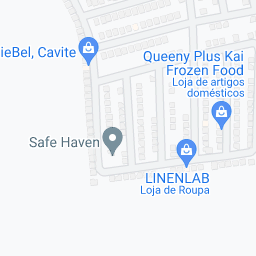 ieBel, Cavite
Queeny Plus Kai
Frozen Food
Loja de artigos
domésticos
Safe Haven
LINENLAB
Loja de Roupa